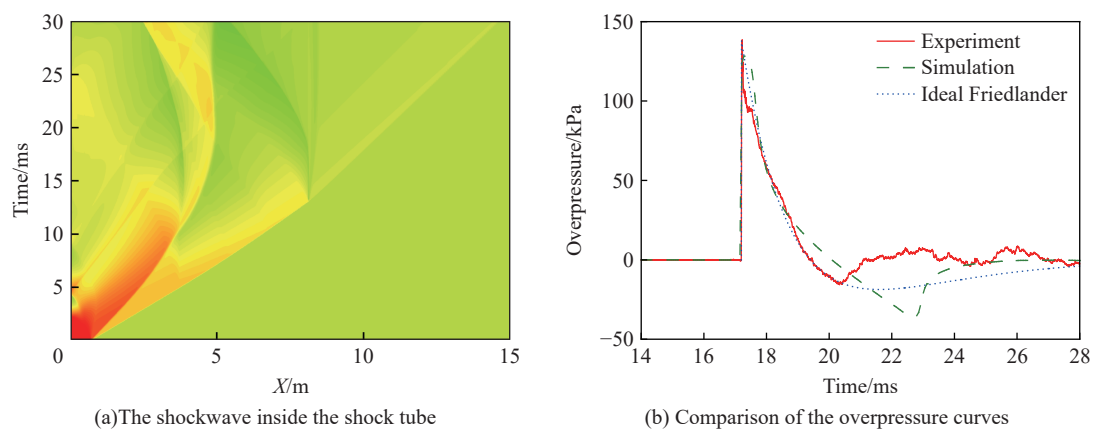 30
25
20
15
10
5
0
5
10
15
Time/ms
X/m
(a)The shockwave inside the shock tube
150
100
50
0
−50
14
16
18
20
22
24
26
28
Overpressure/kPa
Time/ms
Experiment
Simulation
Ideal Friedlander
(b) Comparison of the overpressure curves